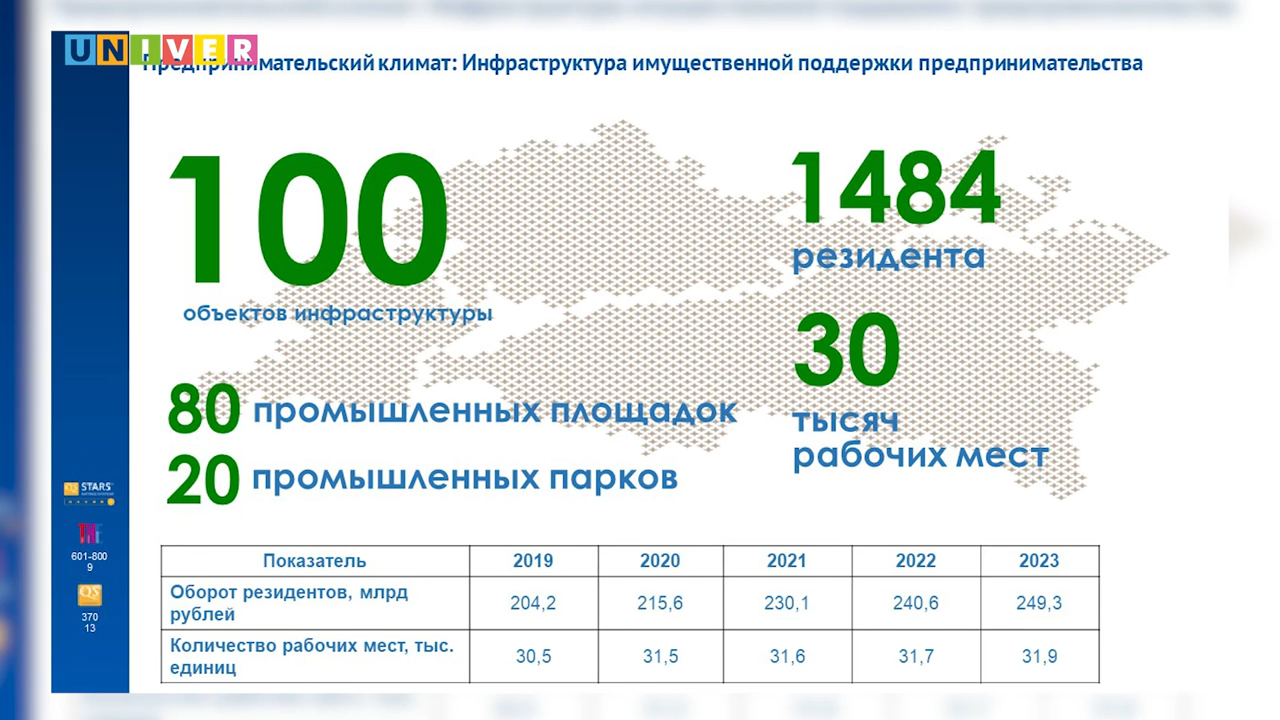 UNIVER
Предпринимательский климат: Инфраструктура имущественной поддержки предпринимательства
100
объектов инфраструктуры
80 промышленных площадок
20 промышленных парков
1484
резидента
30
тысяч
рабочих мест
QS STARS
THE
601-800
9
QS
370
13
Показатель 2019 2020 2021 2022 2023
Оборот резидентов, млрд
рублей 204,2 215,6 230,1 240,6 249,3
Количество рабочих мест, тыс.
единиц 30,5 31,5 31,6 31,7 31,9